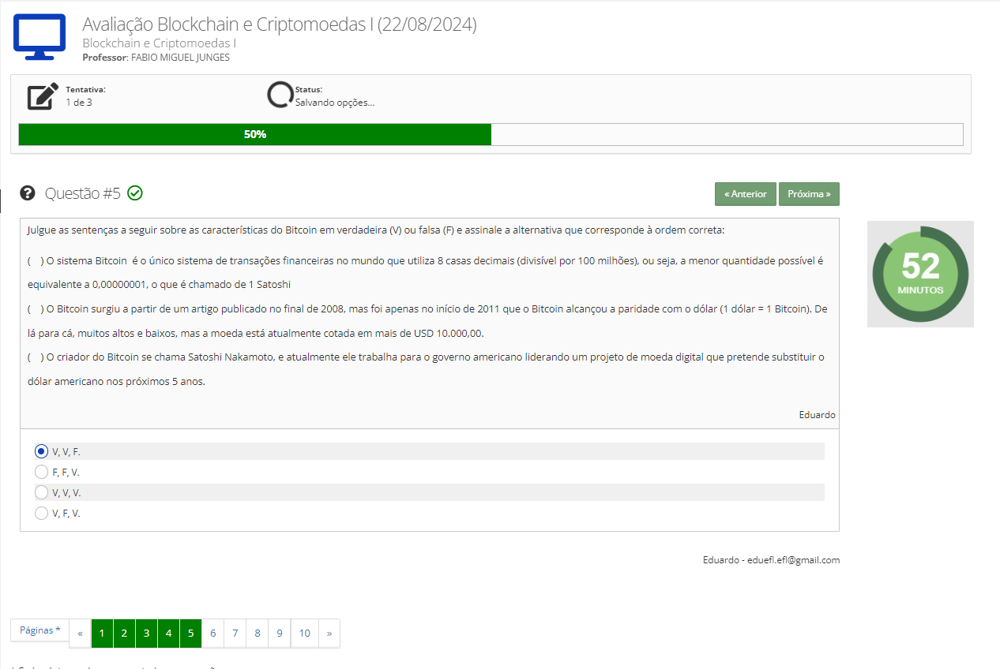 Avaliação Blockchain e Criptomoedas I (22/08/2024)
Blockchain e Criptomoedas I
Professor: FABIO MIGUEL JUNGES
Tentativa:
1 de 3
Status:
Salvando opções...
50%
Questão #5
« Anterior
Próxima »
Julgue as sentenças a seguir sobre as características do Bitcoin em verdadeira (V) ou falsa (F) e assinale a alternativa que corresponde à ordem correta:
( ) O sistema Bitcoin é o único sistema de transações financeiras no mundo que utiliza 8 casas decimais (divisível por 100 milhões), ou seja, a menor quantidade possível é
equivalente a 0,00000001, o que é chamado de 1 Satoshi
( ) O Bitcoin surgiu a partir de um artigo publicado no final de 2008, mas foi apenas no início de 2011 que o Bitcoin alcançou a paridade com o dólar (1 dólar = 1 Bitcoin). De
lá para cá, muitos altos e baixos, mas a moeda está atualmente cotada em mais de USD 10.000,00.
( ) O criador do Bitcoin se chama Satoshi Nakamoto, e atualmente ele trabalha para o governo americano liderando um projeto de moeda digital que pretende substituir o
dólar americano nos próximos 5 anos.
Eduardo
52
MINUTOS
V, V, F.
F, F, V.
V, V, V.
V, F, V.
Eduardo - eduefl.efl@gmail.com
Páginas * « 1 2 3 4 5 6 7 8 9 10 »